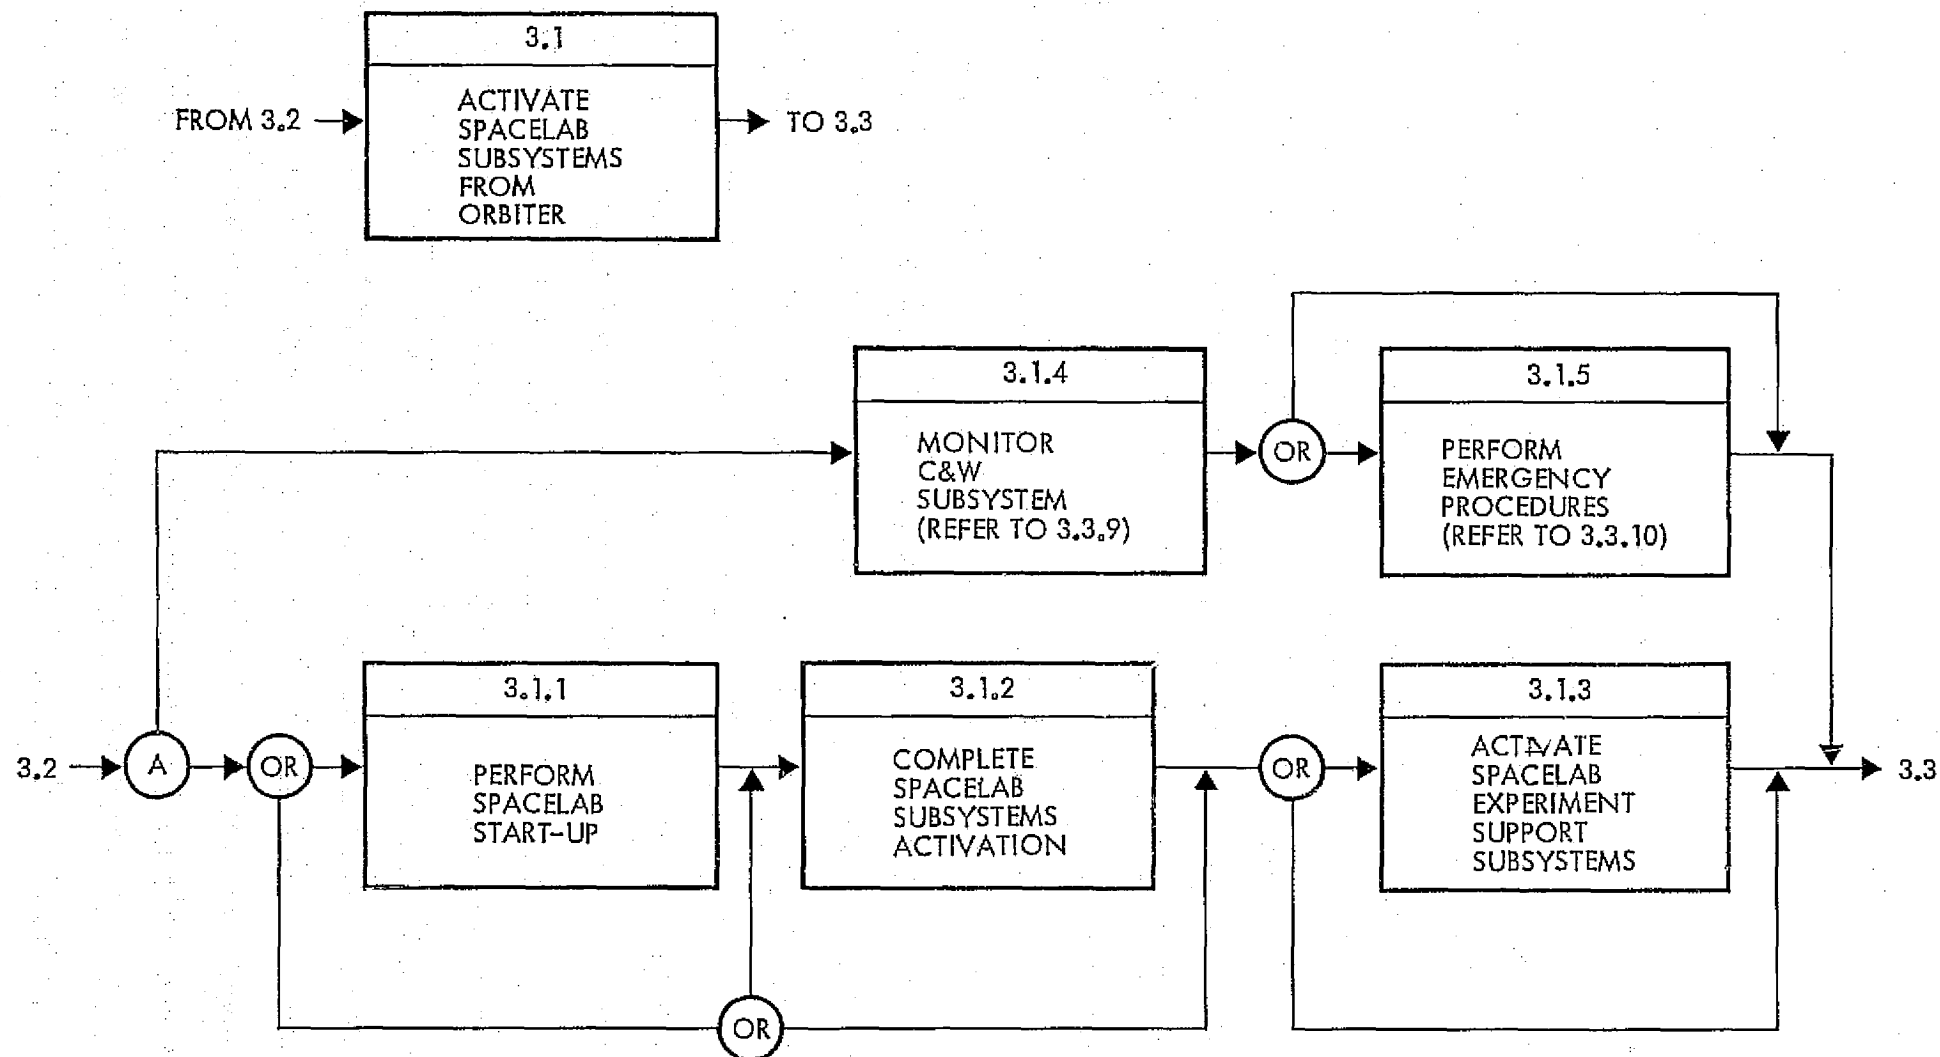 3.1
FROM 3.2
TO 3.3
ACTIVATE
SPACELAB
SUBSYSTEMS
FROM
ORBITER
3.1.4
MONITOR
C&W
SUBSYSTEM
(REFER TO 3.3.9)
OR
3.1.5
PERFORM
EMERGENCY
PROCEDURES
(REFER TO 3.3.10)
3.2
A
OR
3.1.1
PERFORM
SPACELAB
START-UP
3.1.2
COMPLETE
SPACELAB
SUBSYSTEMS
ACTIVATION
OR
3.1.3
ACTIVATE
SPACELAB
EXPERIMENT
SUPPORT
SUBSYSTEMS
3.3
OR